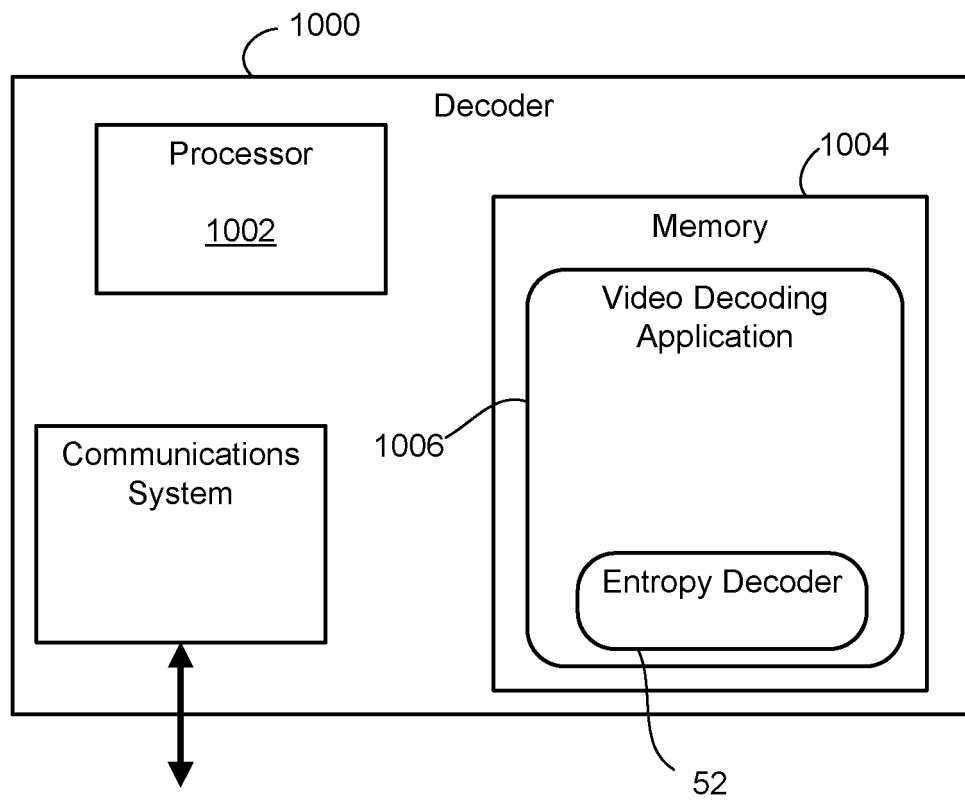 1000
Decoder
Processor
1002
1004
Memory
Video Decoding
Application
1006
Communications
System
Entropy Decoder
52